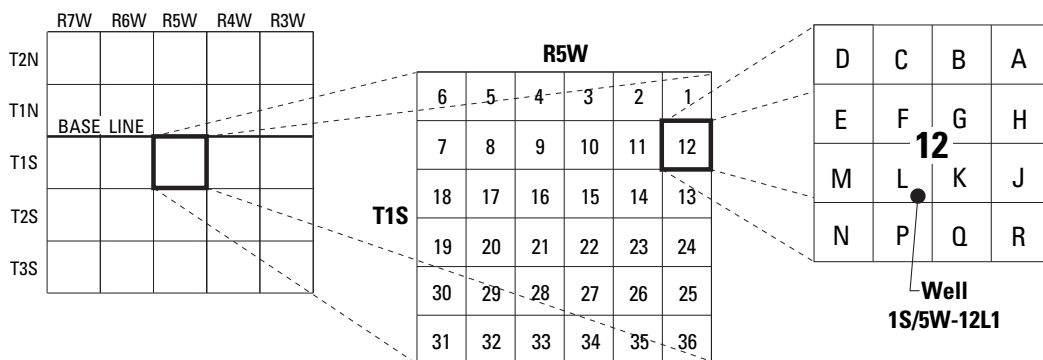 R7W R6W R5W R4W R3W
T2N
T1N
BASE LINE
T1S
T2S
T3S
R5W
T1S
6 5 4 3 2 1
7 8 9 10 11 12
18 17 16 15 14 13
19 20 21 22 23 24
30 29 28 27 26 25
31 32 33 34 35 36
D C B A
E F G H
12
M L K J
N P Q R
Well
1S/5W-12L1